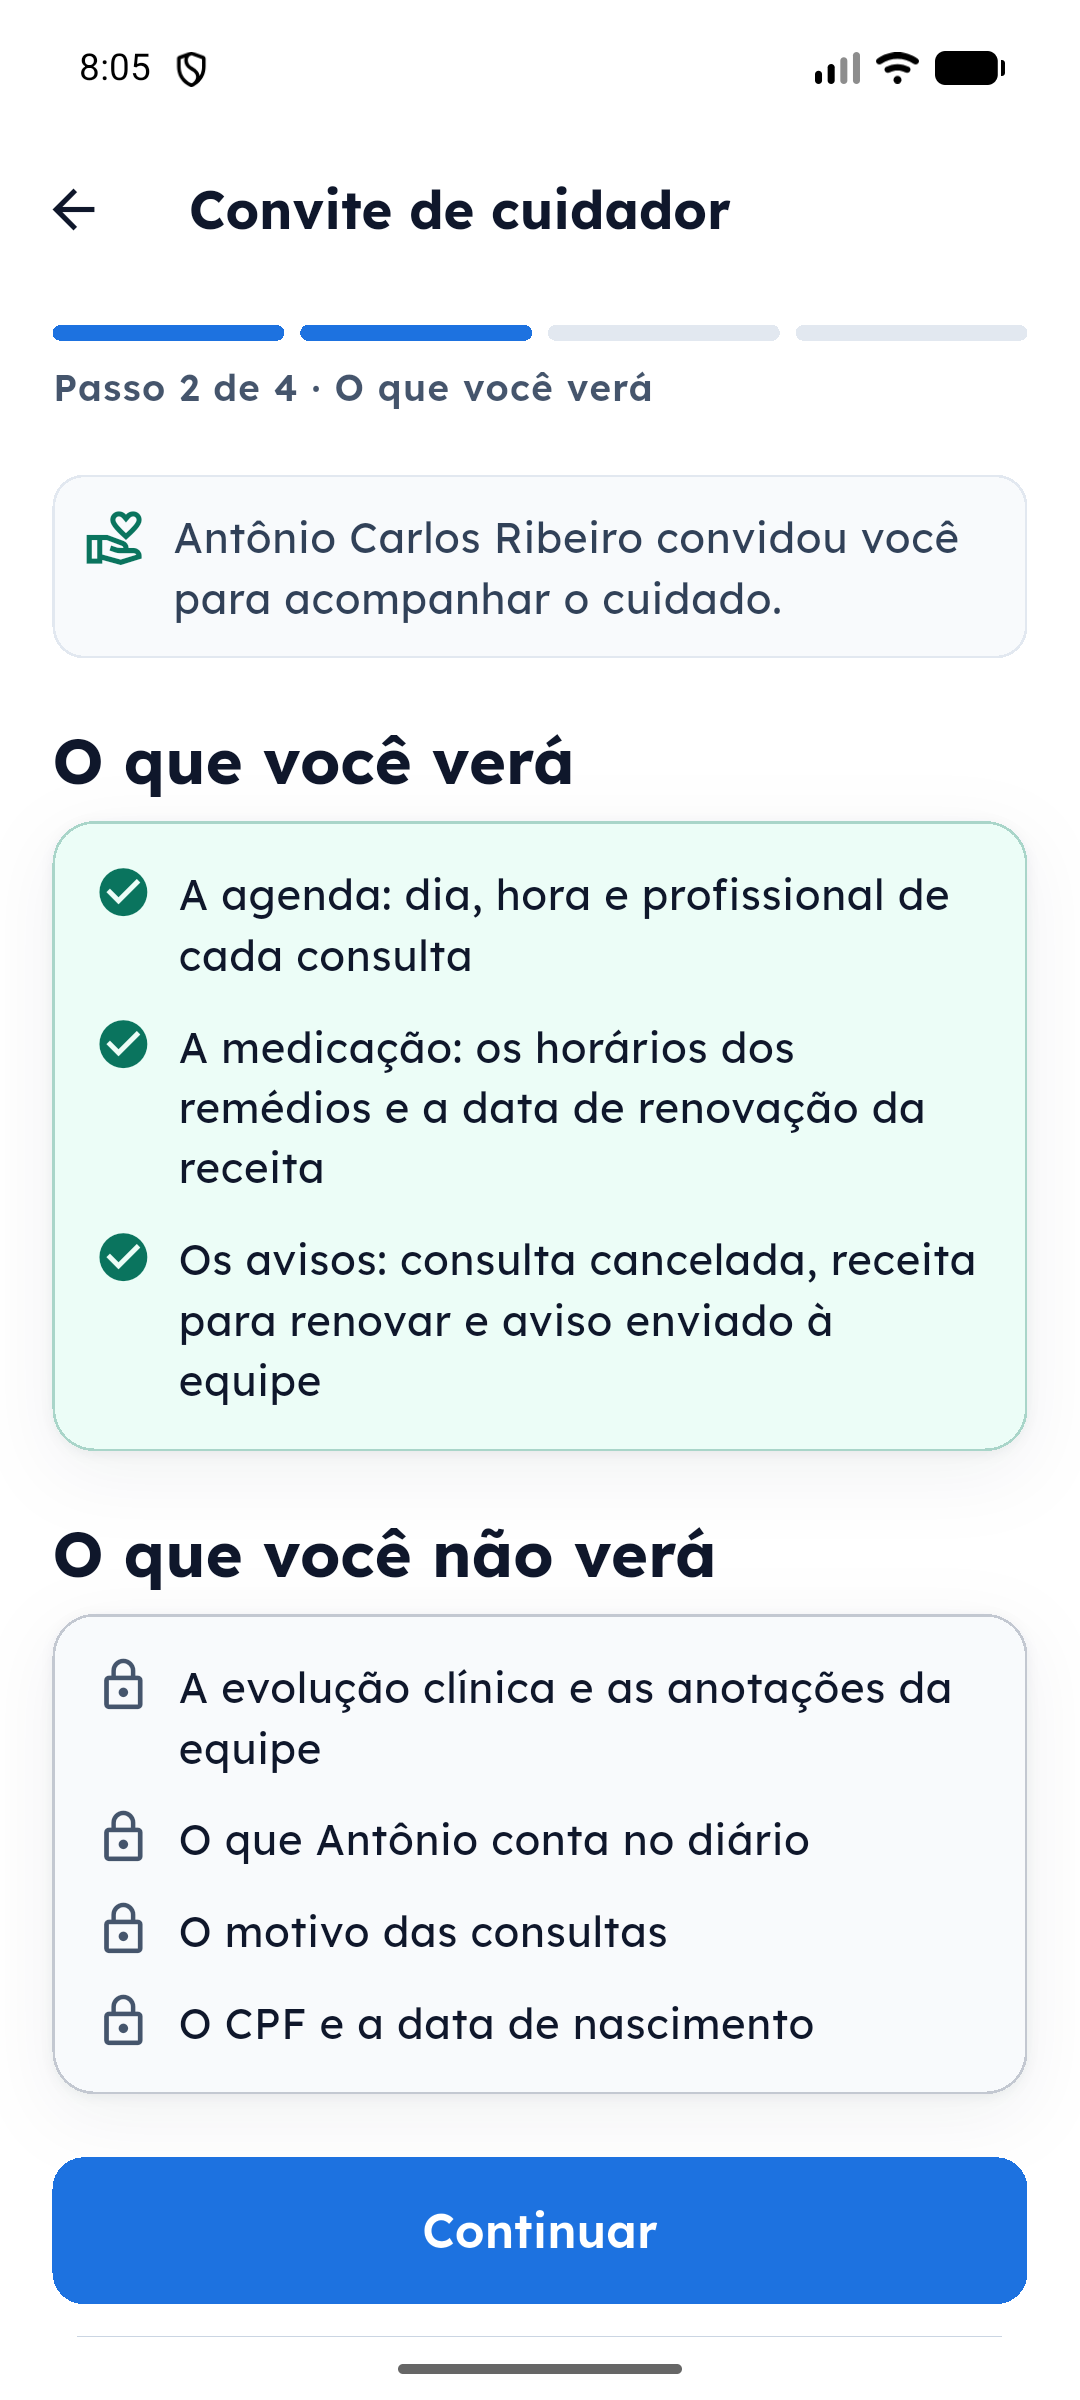 8:05
Convite de cuidador
Passo 2 de 4 · O que você verá
Antônio Carlos Ribeiro convidou você
para acompanhar o cuidado.
O que você verá
A agenda: dia, hora e profissional de
cada consulta
A medicação: os horários dos
remédios e a data de renovação da
receita
Os avisos: consulta cancelada, receita
para renovar e aviso enviado à
equipe
O que você não verá
A evolução clínica e as anotações da
equipe
O que Antônio conta no diário
O motivo das consultas
O CPF e a data de nascimento
Continuar